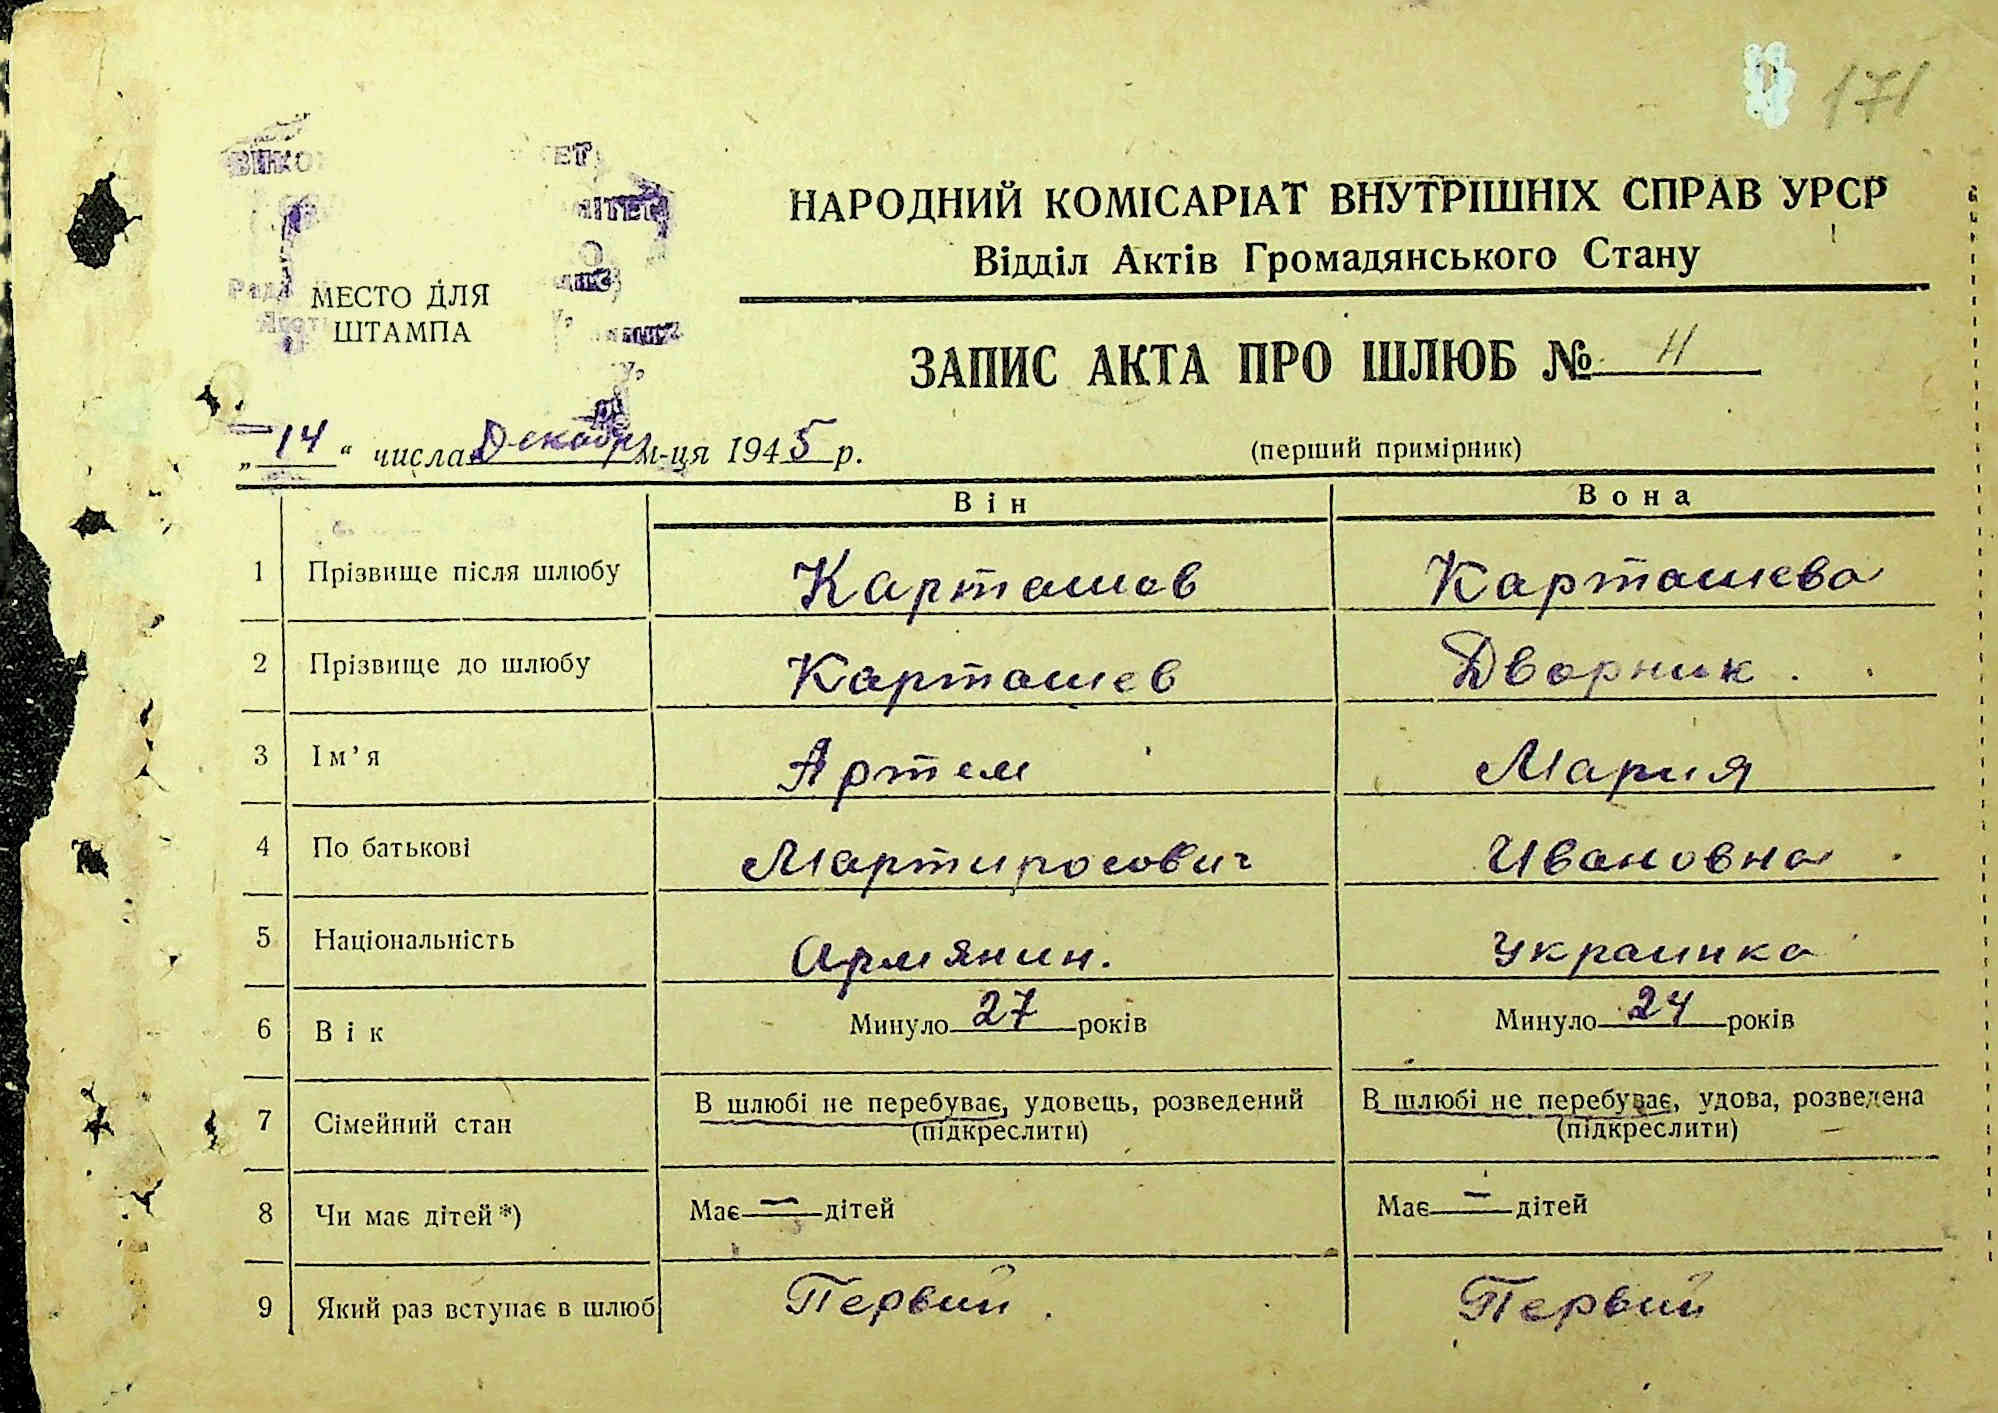 171
НАРОДНИЙ КОМІСАРІАТ ВНУТРІШНІХ СПРАВ УРСР
Відділ Актів Громадянського Стану
МЕСТО ДЛЯ
ШТАМПА
ЗАПИС АКТА ПРО ШЛЮБ № 11
„14“ числа Декабря м-ця 1945 р.
(перший примірник)
Він Вона
1 Прізвище після шлюбу Карташев Карташева
2 Прізвище до шлюбу Карташев Дворник.
3 Ім’я Артем Мария
4 По батькові Мартиросович Ивановна
5 Національність Армянин. Украинка
6 Вік Минуло 27 років Минуло 24 років
7 Сімейний стан В шлюбі не перебуває, удовець, розведений В шлюбі не перебуває, удова, розведена
(підкреслити) (підкреслити)
8 Чи має дітей*) Має — дітей Має — дітей
9 Який раз вступає в шлюб Первий. Первий